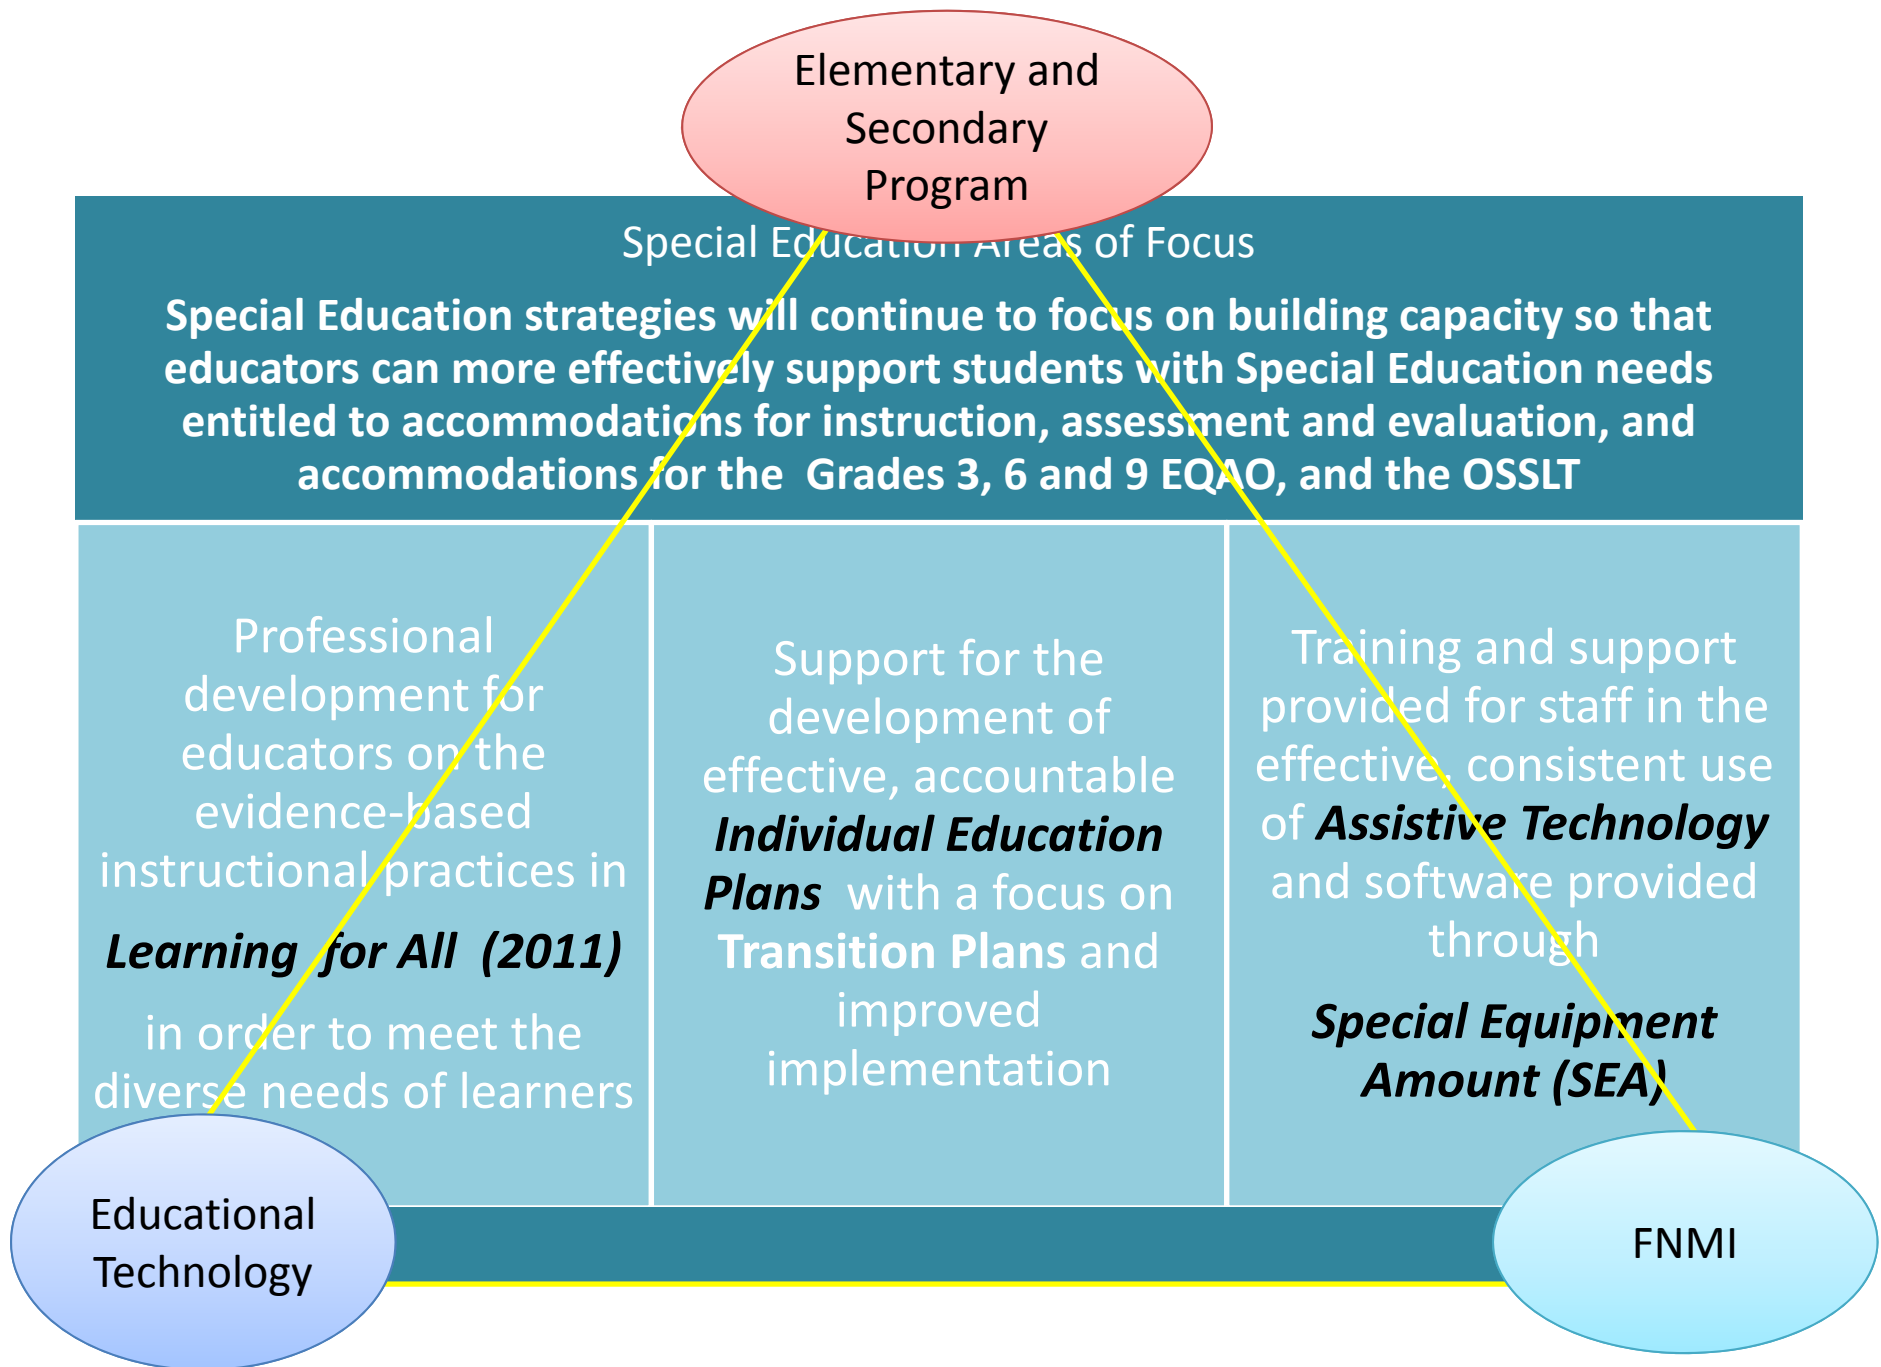 Elementary and
Secondary
Program
Special Education Areas of Focus
Special Education strategies will continue to focus on building capacity so that
educators can more effectively support students with Special Education needs
entitled to accommodations for instruction, assessment and evaluation, and
accommodations for the Grades 3, 6 and 9 EQAO, and the OSSLT
Professional
development for
educators on the
evidence-based
instructional practices in
Learning for All (2011)
in order to meet the
diverse needs of learners
Support for the
development of
effective, accountable
Individual Education
Plans with a focus on
Transition Plans and
improved
implementation
Training and support
provided for staff in the
effective, consistent use
of Assistive Technology
and software provided
through
Special Equipment
Amount (SEA)
Educational
Technology
FNMI